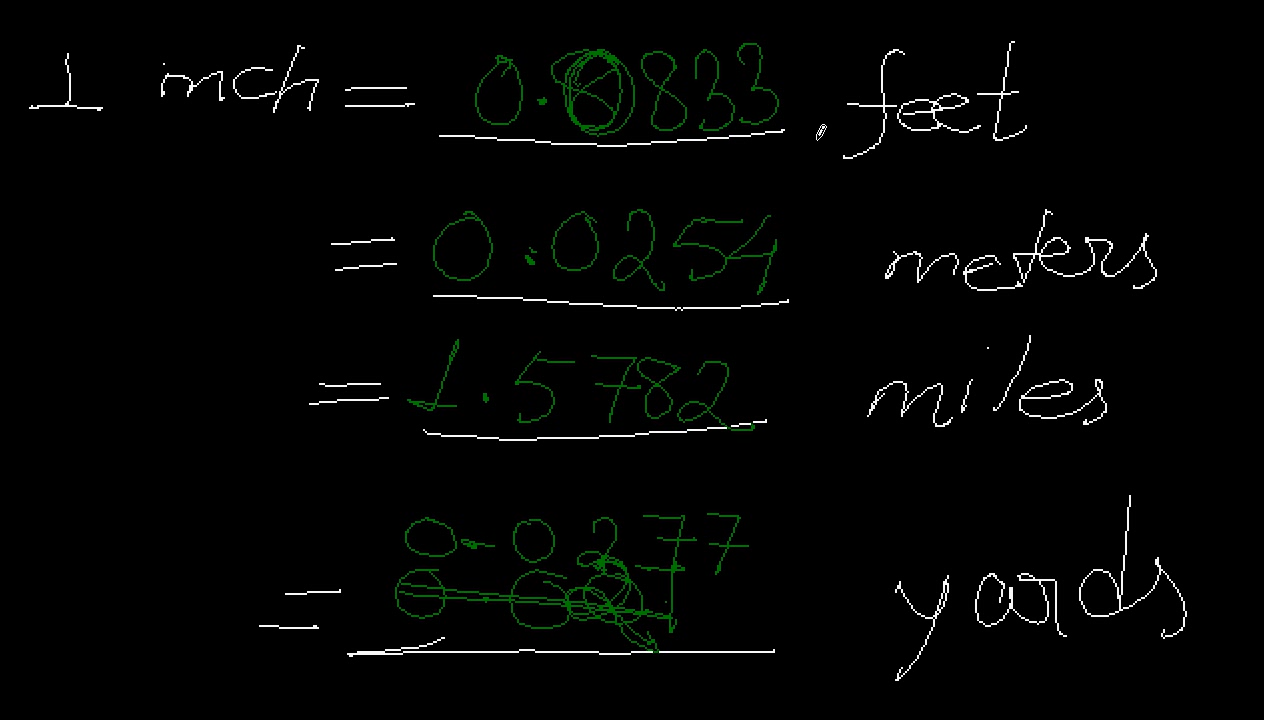 1 inch = 0.0833 feet
= 0.0254 meters
= 1.5782 miles
= 0.0277 yards